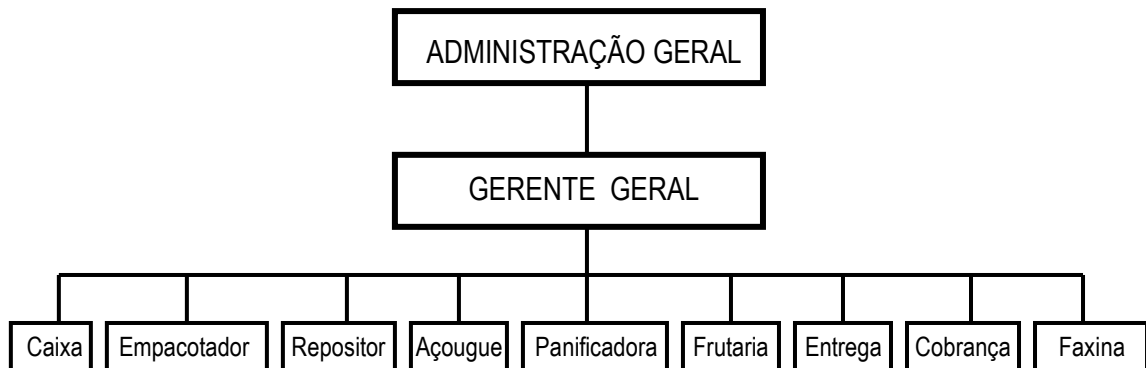 ADMINISTRAÇÃO GERAL
GERENTE GERAL
Caixa Empacotador Repositor Açougue Panificadora Frutaria Entrega Cobrança Faxina